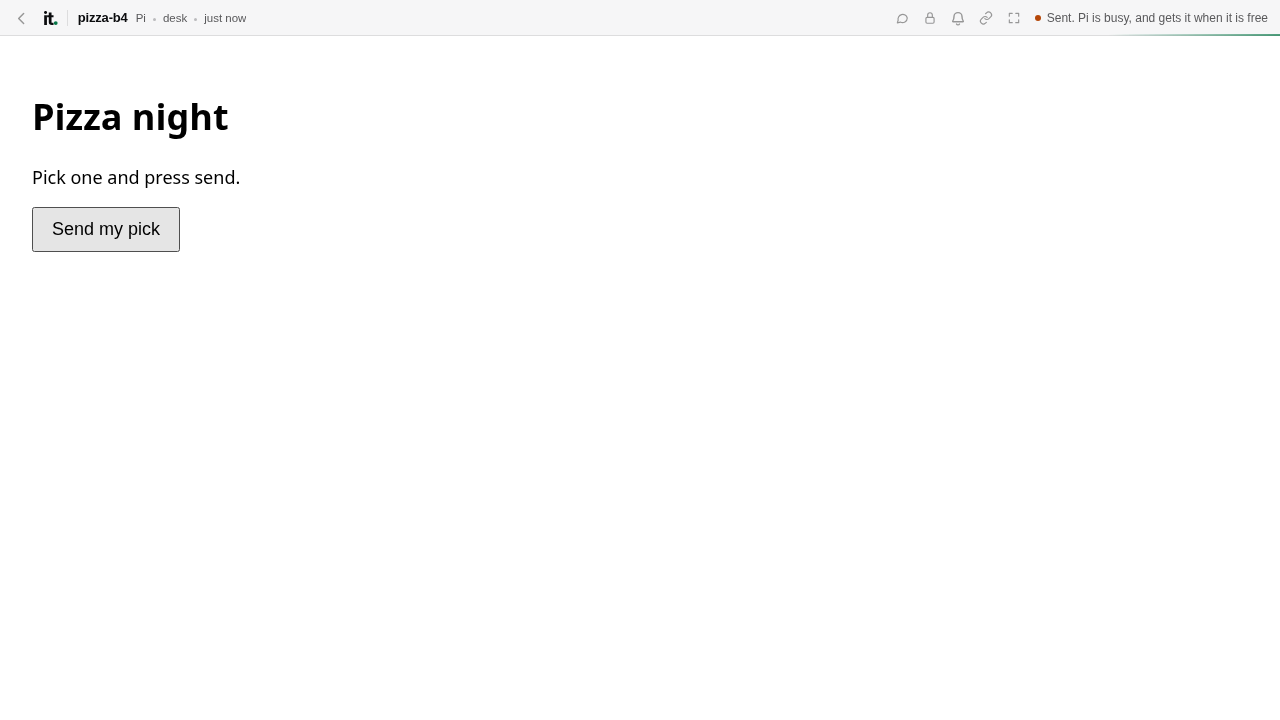 it. pizza-b4 Pi • desk • just now Sent. Pi is busy, and gets it when it is free
Pizza night
Pick one and press send.
Send my pick